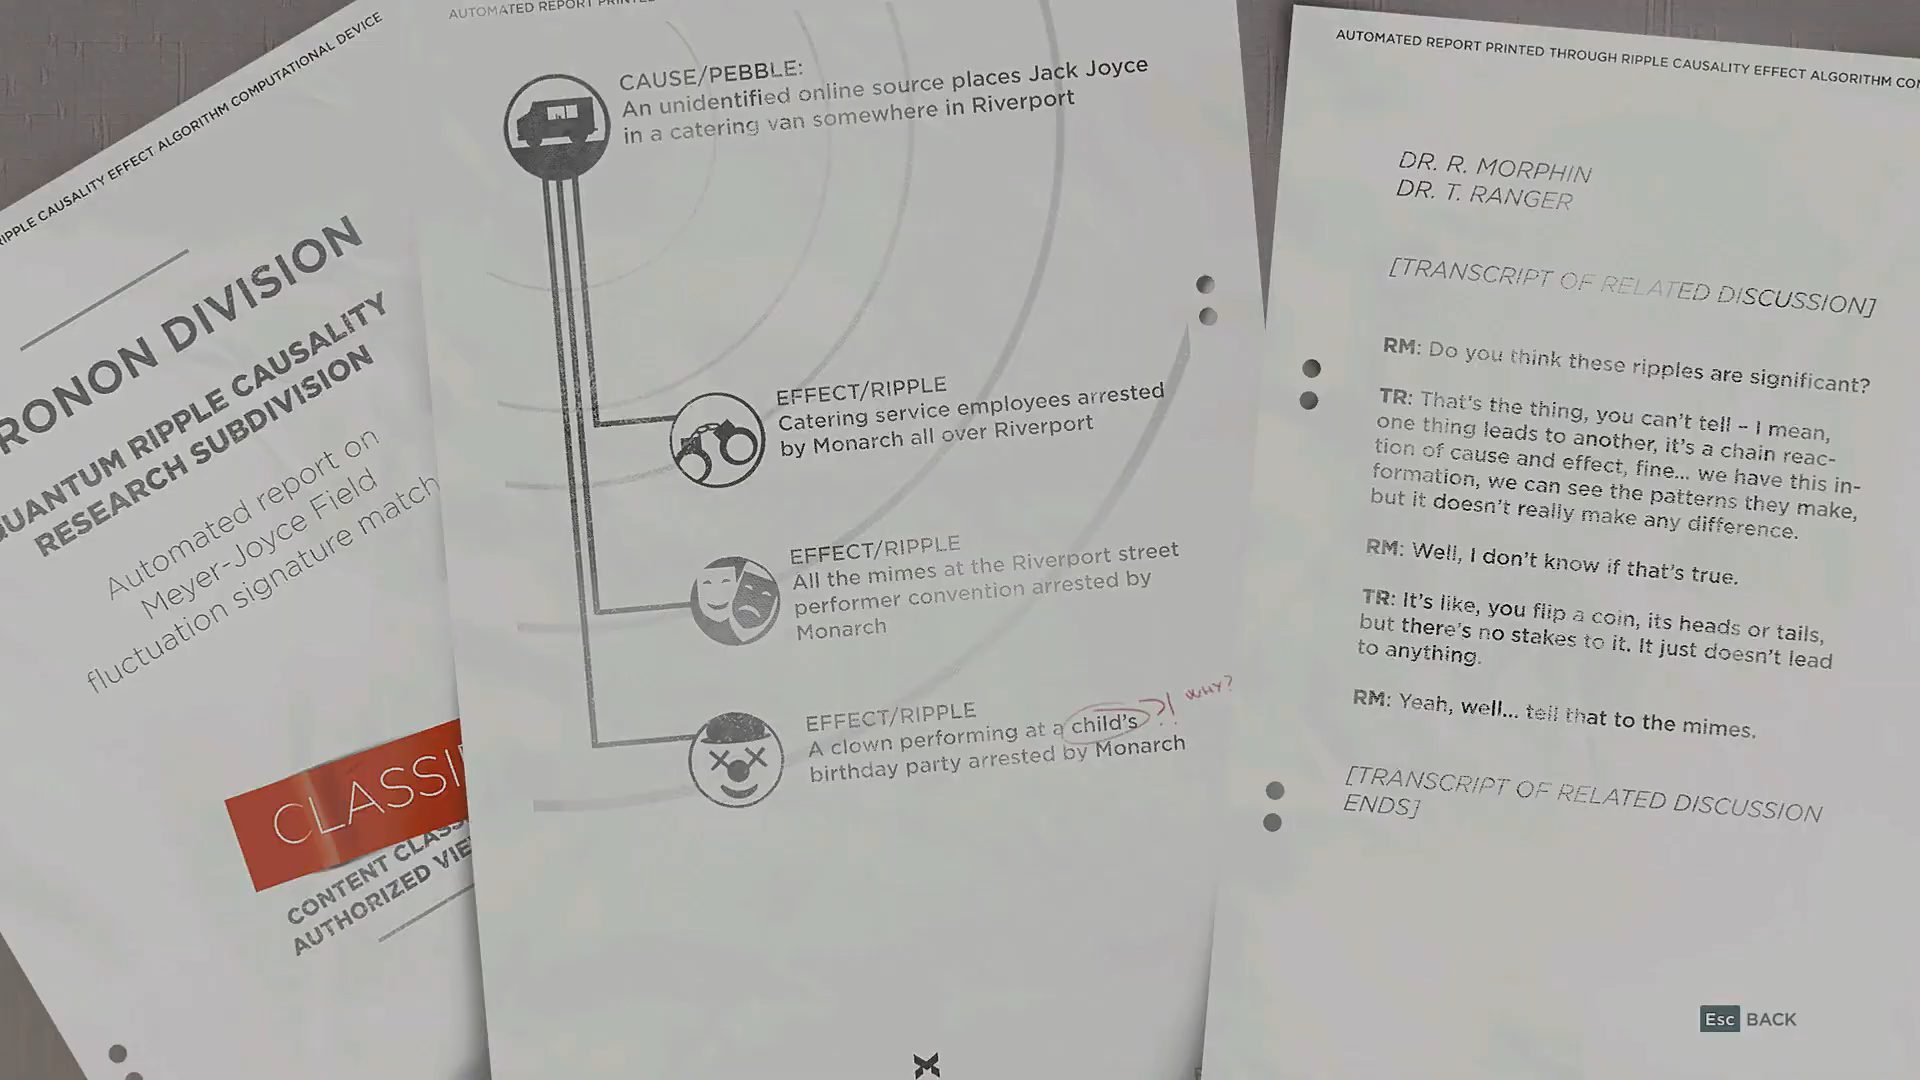 RIPPLE CAUSALITY EFFECT ALGORITHM COMPUTATIONAL DEVICE
RONON DIVISION
QUANTUM RIPPLE CAUSALITY
RESEARCH SUBDIVISION
Automated report on
Meyer-Joyce Field
fluctuation signature match
CLASSI
CONTENT CLASS
AUTHORIZED VIE
AUTOMATED REPORT PRINTE
CAUSE/PEBBLE:
An unidentified online source places Jack Joyce
in a catering van somewhere in Riverport
EFFECT/RIPPLE
Catering service employees arrested
by Monarch all over Riverport
EFFECT/RIPPLE
All the mimes at the Riverport street
performer convention arrested by
Monarch
EFFECT/RIPPLE
A clown performing at a child's ?! WHY?
birthday party arrested by Monarch
AUTOMATED REPORT PRINTED THROUGH RIPPLE CAUSALITY EFFECT ALGORITHM COM
DR. R. MORPHIN
DR. T. RANGER
[TRANSCRIPT OF RELATED DISCUSSION]
RM: Do you think these ripples are significant?
TR: That's the thing, you can't tell – I mean,
one thing leads to another, it's a chain reac-
tion of cause and effect, fine... we have this in-
formation, we can see the patterns they make,
but it doesn't really make any difference.
RM: Well, I don't know if that's true.
TR: It's like, you flip a coin, its heads or tails,
but there's no stakes to it. It just doesn't lead
to anything.
RM: Yeah, well... tell that to the mimes.
[TRANSCRIPT OF RELATED DISCUSSION
ENDS]
Esc BACK